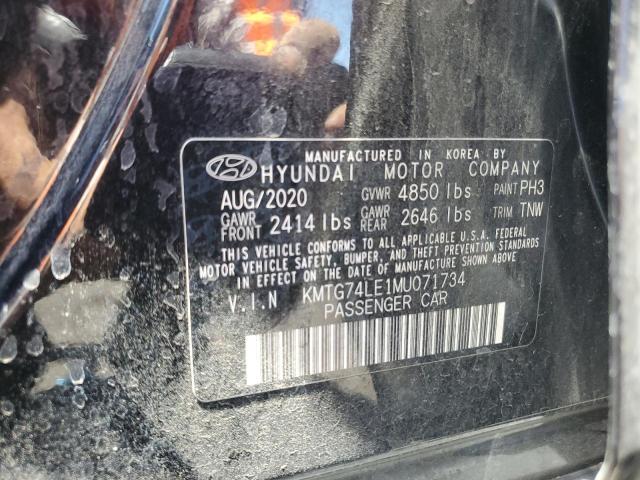 MANUFACTURED IN KOREA BY
HYUNDAI MOTOR COMPANY
AUG/2020 GVWR 4850 lbs PAINT PH3
GAWR FRONT 2414 lbs GAWR REAR 2646 lbs TRIM TNW
THIS VEHICLE CONFORMS TO ALL APPLICABLE U.S.A. FEDERAL
MOTOR VEHICLE SAFETY, BUMPER, AND THEFT PREVENTION STANDARDS
IN EFFECT ON THE DATE OF MANUFACTURE SHOWN ABOVE
V.I.N KMTG74LE1MU071734
PASSENGER CAR